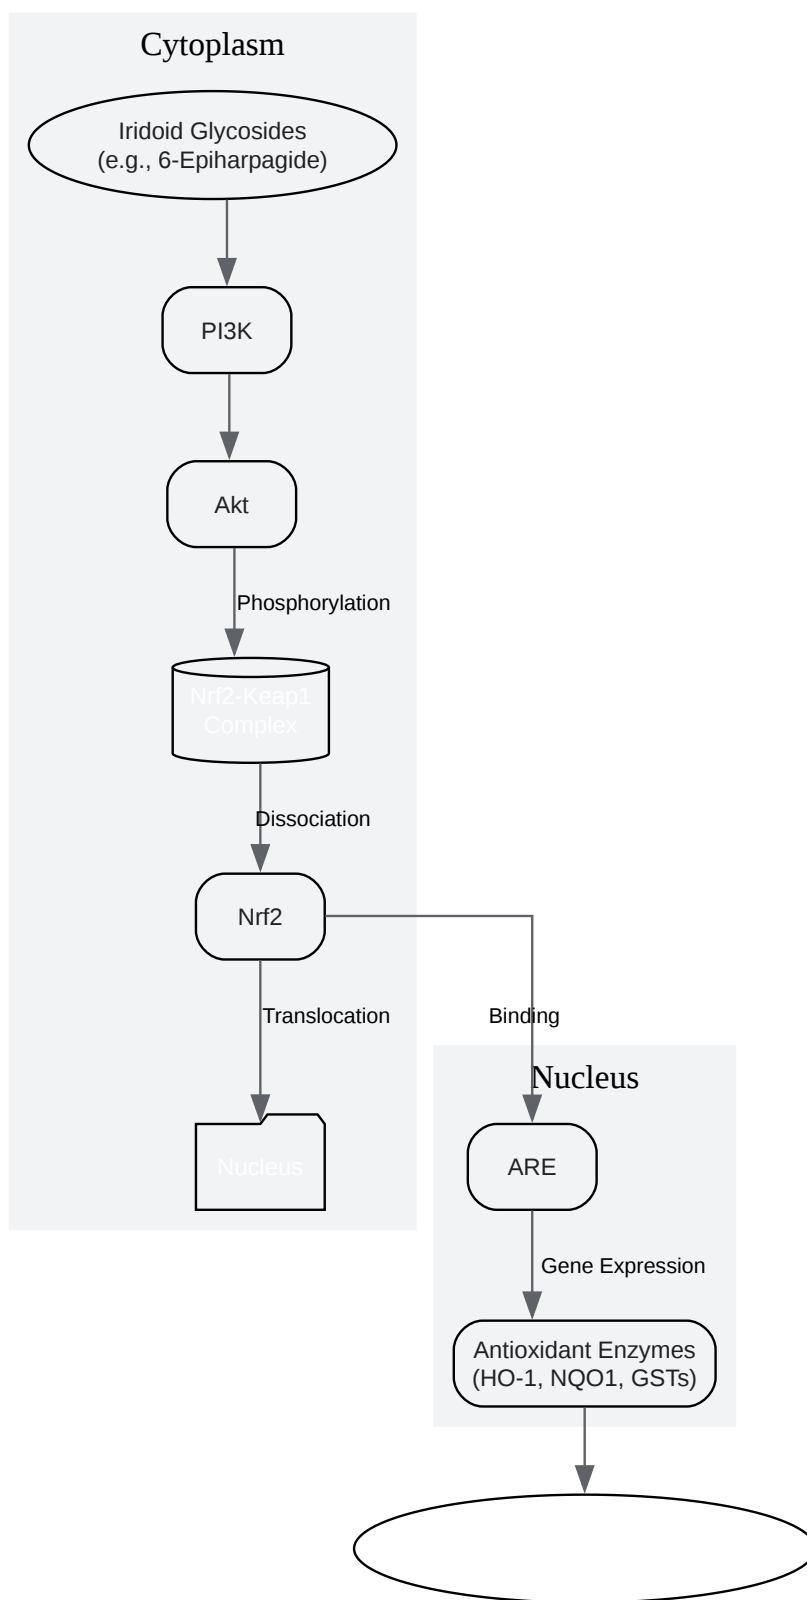 Cytoplasm
Iridoid Glycosides
(e.g., 6-Epiharpagide)
PI3K
Akt
Phosphorylation
Nrf2-Keap1
Complex
Dissociation
Nrf2
Translocation
Binding
Nucleus
Nucleus
ARE
Gene Expression
Antioxidant Enzymes
(HO-1, NQO1, GSTs)